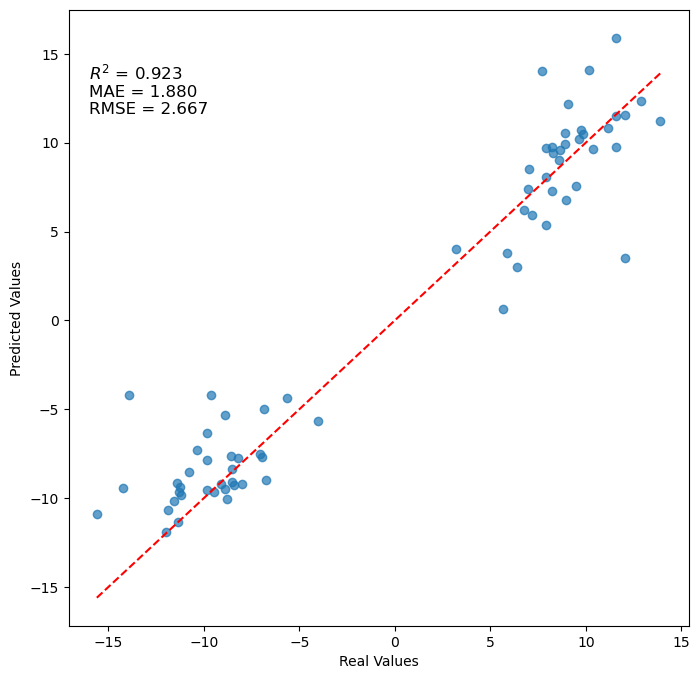 R² = 0.923
MAE = 1.880
RMSE = 2.667
15
10
5
0
−5
−10
−15
Predicted Values
−15 −10 −5 0 5 10 15
Real Values